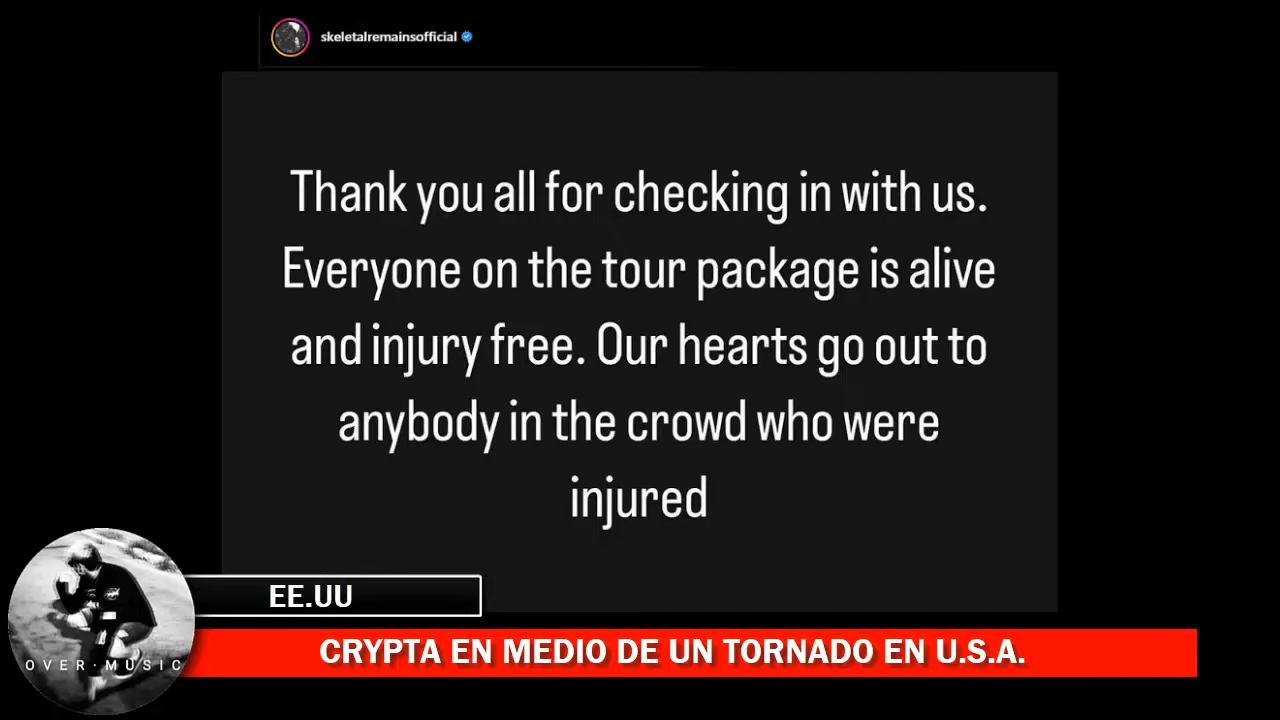 skeletalremainsofficial
Thank you all for checking in with us.
Everyone on the tour package is alive
and injury free. Our hearts go out to
anybody in the crowd who were
injured
EE.UU
CRYPTA EN MEDIO DE UN TORNADO EN U.S.A.
OVER·MUSIC